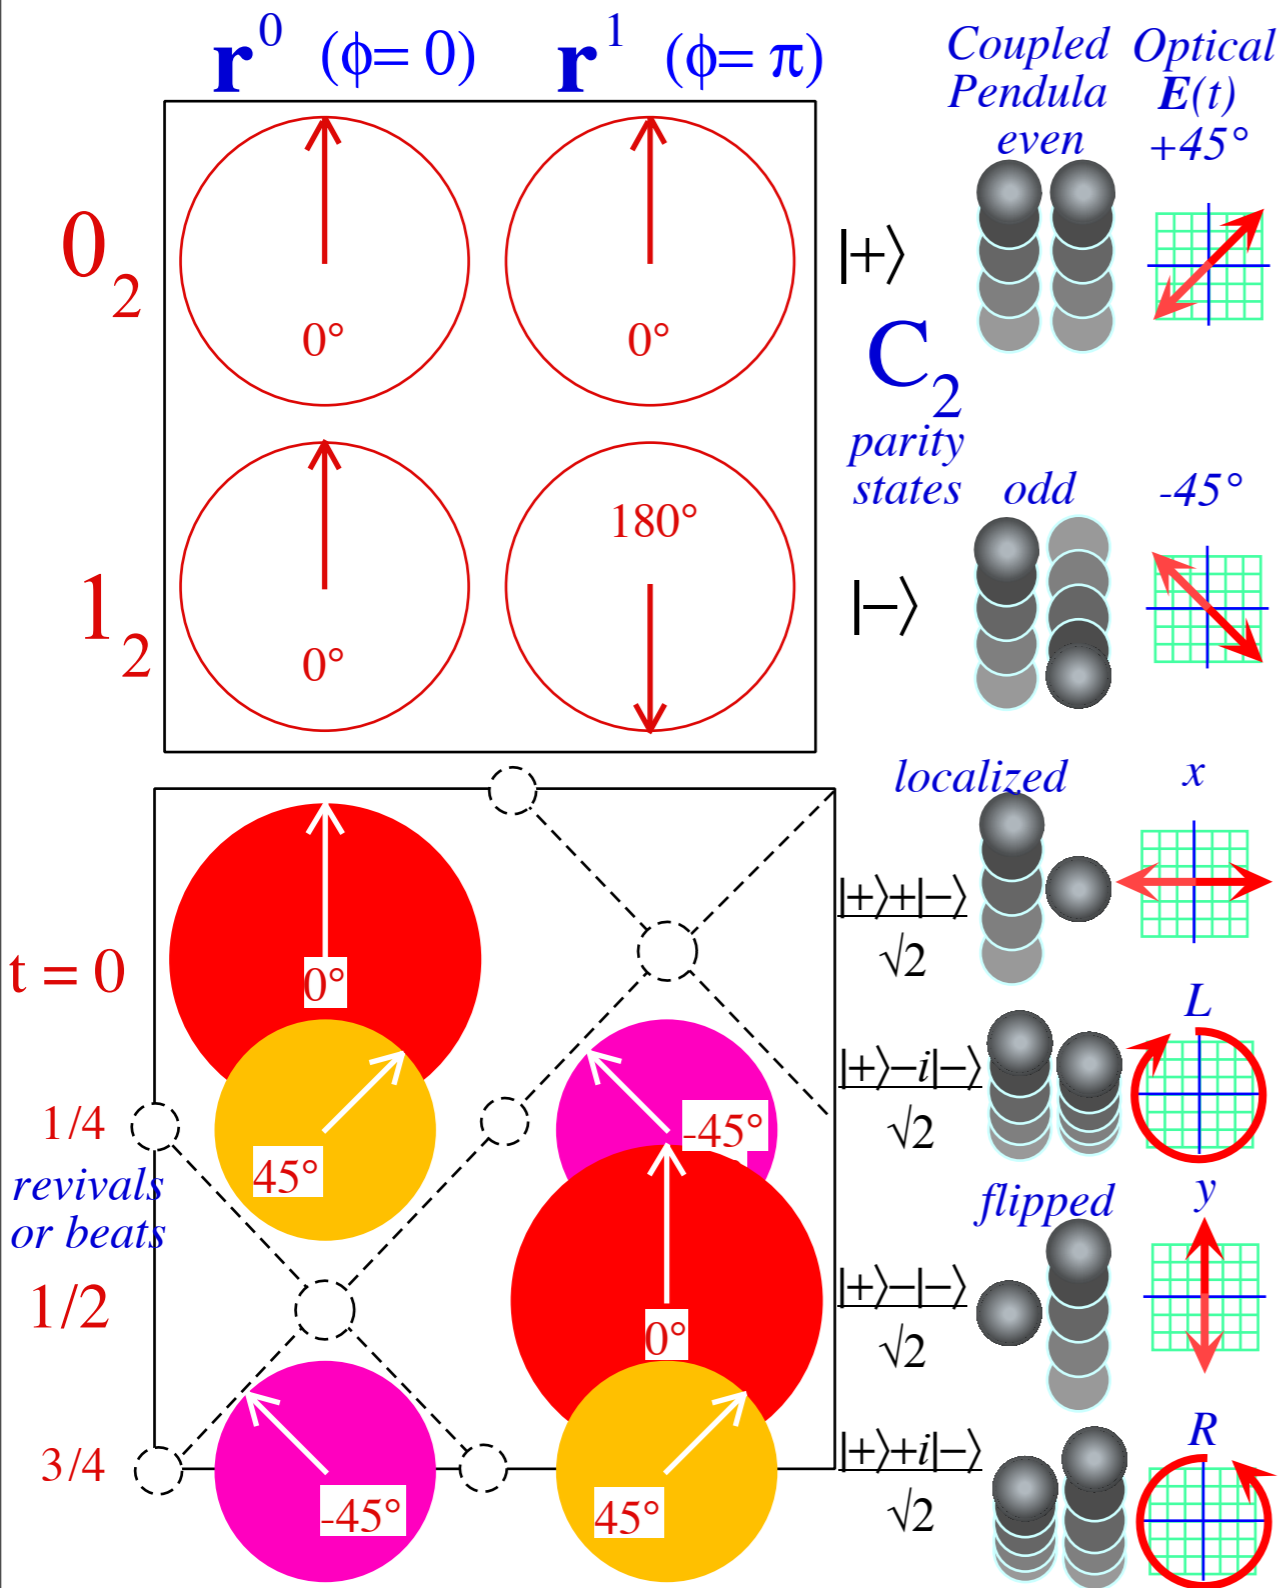 r⁰ (ϕ= 0) r¹ (ϕ= π)
Coupled Optical
Pendula E(t)
even +45°
0₂
0° 0°
|+⟩
C₂
parity
states
odd -45°
1₂
180°
0°
|−⟩
localized x
t = 0
0°
|+⟩+|−⟩
√2
L
1/4
45°
-45°
|+⟩−i|−⟩
√2
revivals
or beats
flipped y
1/2
0°
|+⟩−|−⟩
√2
3/4
-45°
45°
|+⟩+i|−⟩
√2
R